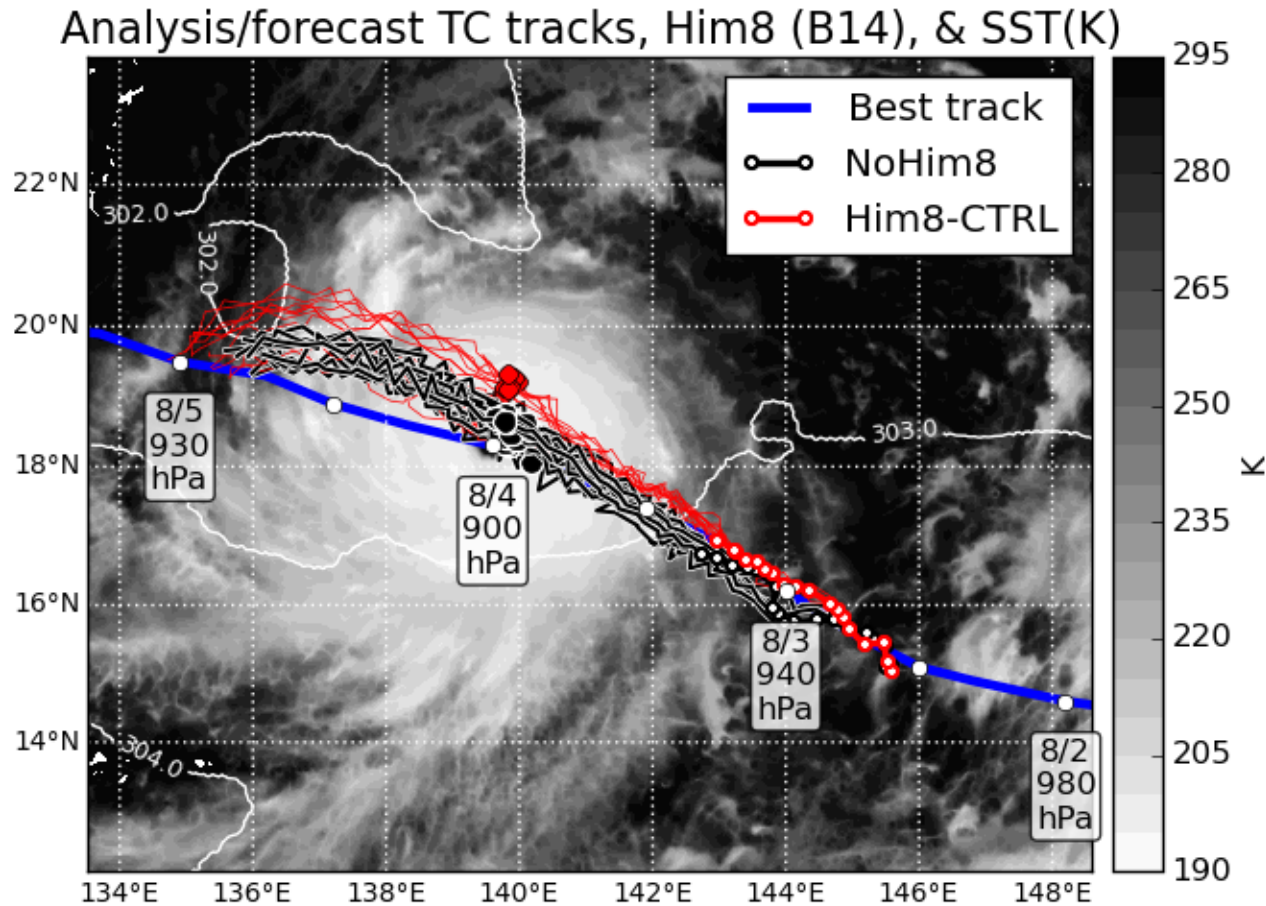 Analysis/forecast TC tracks, Him8 (B14), & SST(K)
Best track
NoHim8
Him8-CTRL
302.0
302.0
303.0
304.0
8/5
930
hPa
8/4
900
hPa
8/3
940
hPa
8/2
980
hPa
22°N
20°N
18°N
16°N
14°N
134°E 136°E 138°E 140°E 142°E 144°E 146°E 148°E
295
280
265
250
235
220
205
190
K